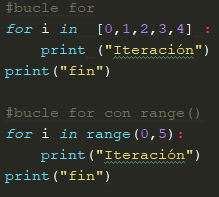 #bucle for
for i in  [0,1,2,3,4] :
    print ("Iteración")
print("fin")

#bucle for con range()
for i in range(0,5):
    print("Iteración")
print("fin")